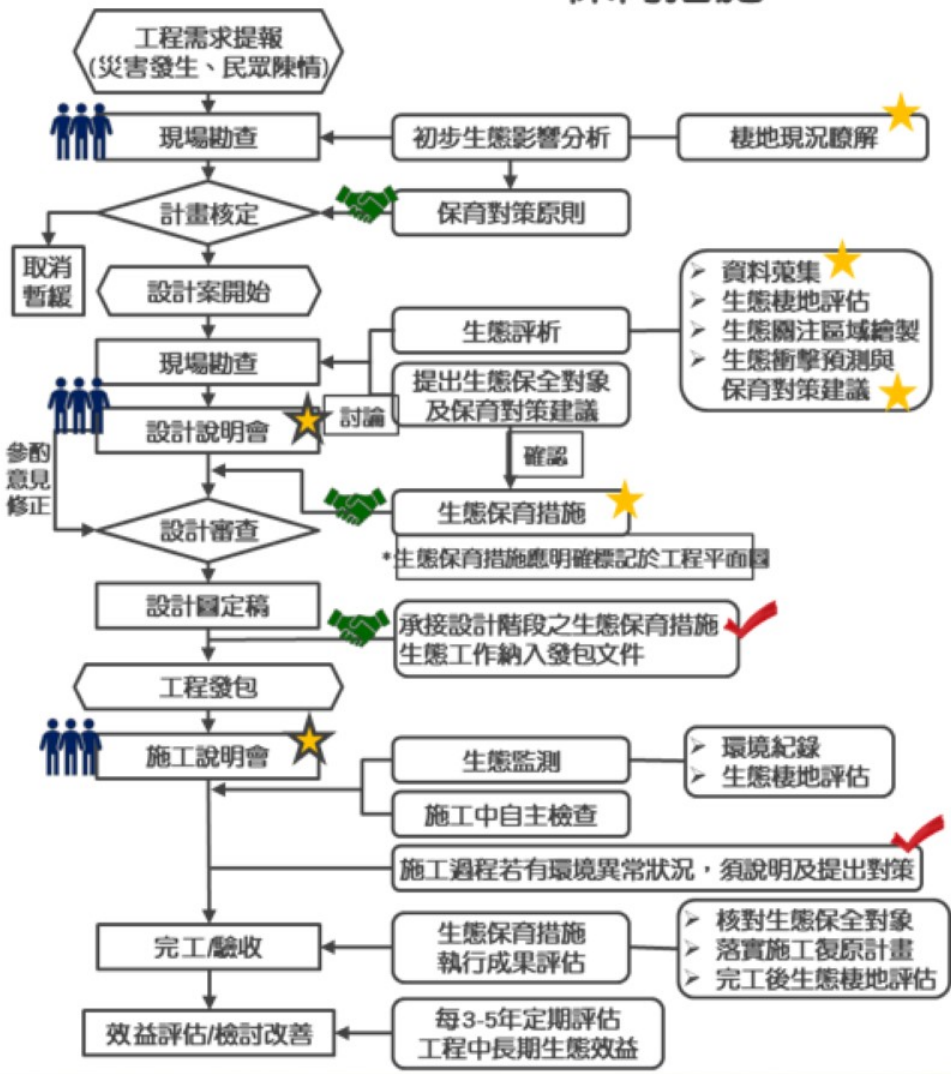 工程需求提報
(災害發生、民眾陳情)
現場勘查
初步生態影響分析
棲地現況瞭解
計畫核定
保育對策原則
取消
暫緩
設計案開始
➢ 資料蒐集
➢ 生態棲地評估
➢ 生態關注區域繪製
➢ 生態衝擊預測與
保育對策建議
現場勘查
生態評析
提出生態保全對象
及保育對策建議
設計說明會
討論
參酌
意見
修正
確認
設計審查
生態保育措施
*生態保育措施應明確標記於工程平面圖
設計圖定稿
承接設計階段之生態保育措施
生態工作納入發包文件
工程發包
施工說明會
生態監測
➢ 環境紀錄
➢ 生態棲地評估
施工中自主檢查
施工過程若有環境異常狀況，須說明及提出對策
完工/驗收
生態保育措施
執行成果評估
➢ 核對生態保全對象
➢ 落實施工復原計畫
➢ 完工後生態棲地評估
效益評估/檢討改善
每3-5年定期評估
工程中長期生態效益